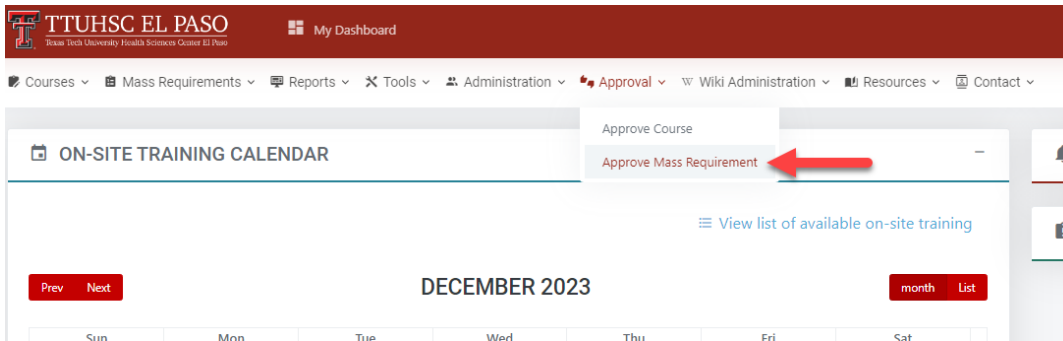 TTUHSC EL PASO
Texas Tech University Health Sciences Center El Paso
My Dashboard
Courses Mass Requirements Reports Tools Administration Approval Wiki Administration Resources Contact
Approve Course
Approve Mass Requirement
ON-SITE TRAINING CALENDAR
View list of available on-site training
Prev Next DECEMBER 2023 month List
Sun Mon Tue Wed Thu Fri Sat